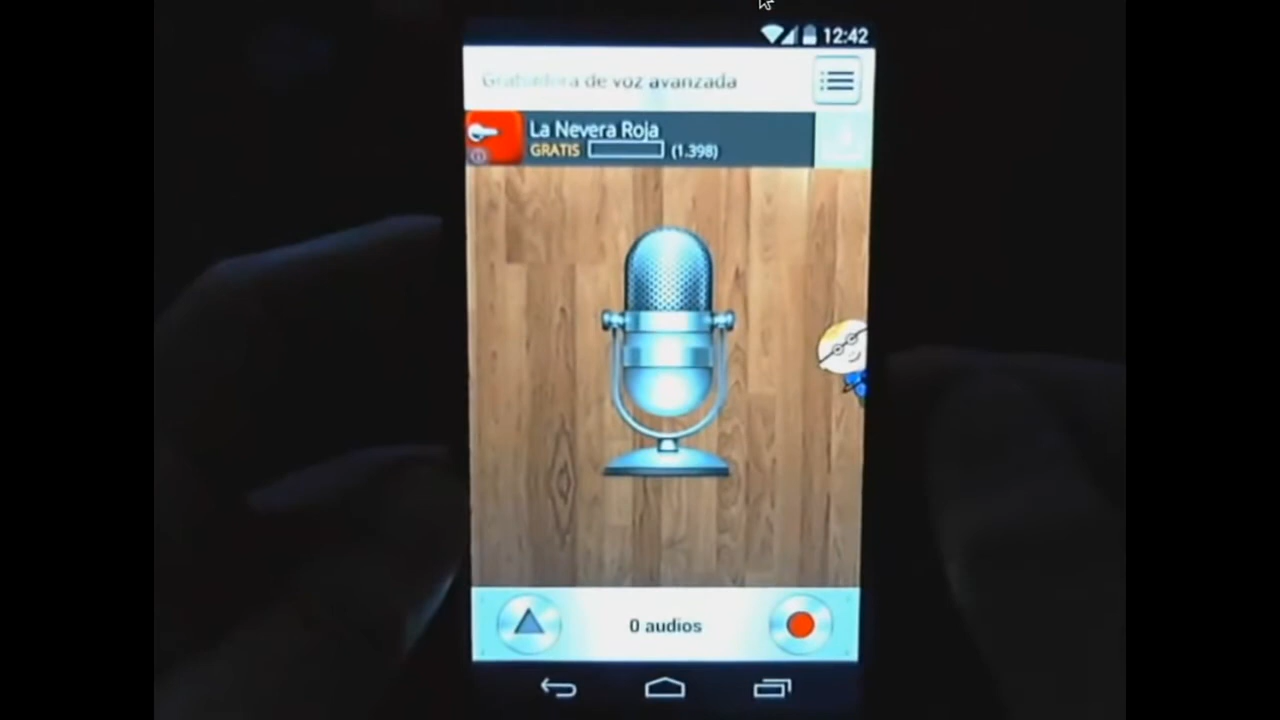 12:42
Grabadora de voz avanzada
La Nevera Roja
GRATIS (1.398)
0 audios